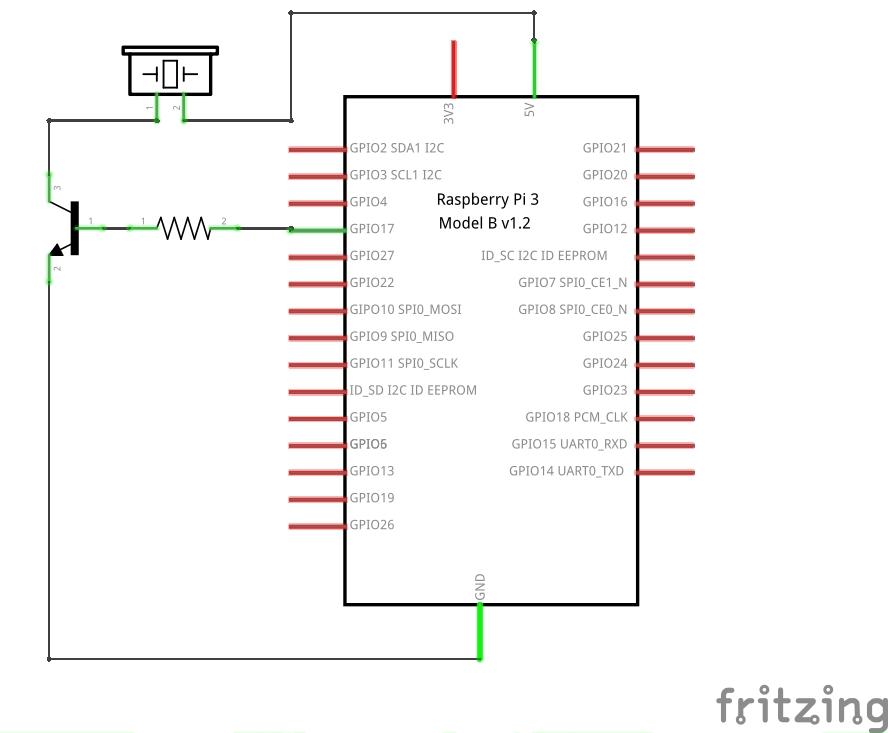 1 2
3V3 5V
3
GPIO2 SDA1 I2C GPIO21
GPIO3 SCL1 I2C GPIO20
Raspberry Pi 3
GPIO4 GPIO16
Model B v1.2
1 1 2 GPIO17 GPIO12
GPIO27 ID_SC I2C ID EEPROM
2
GPIO22 GPIO7 SPI0_CE1_N
GIPO10 SPI0_MOSI GPIO8 SPI0_CE0_N
GPIO9 SPI0_MISO GPIO25
GPIO11 SPI0_SCLK GPIO24
ID_SD I2C ID EEPROM GPIO23
GPIO5 GPIO18 PCM_CLK
GPIO6 GPIO15 UART0_RXD
GPIO13 GPIO14 UART0_TXD
GPIO19
GPIO26
GND
fritzing